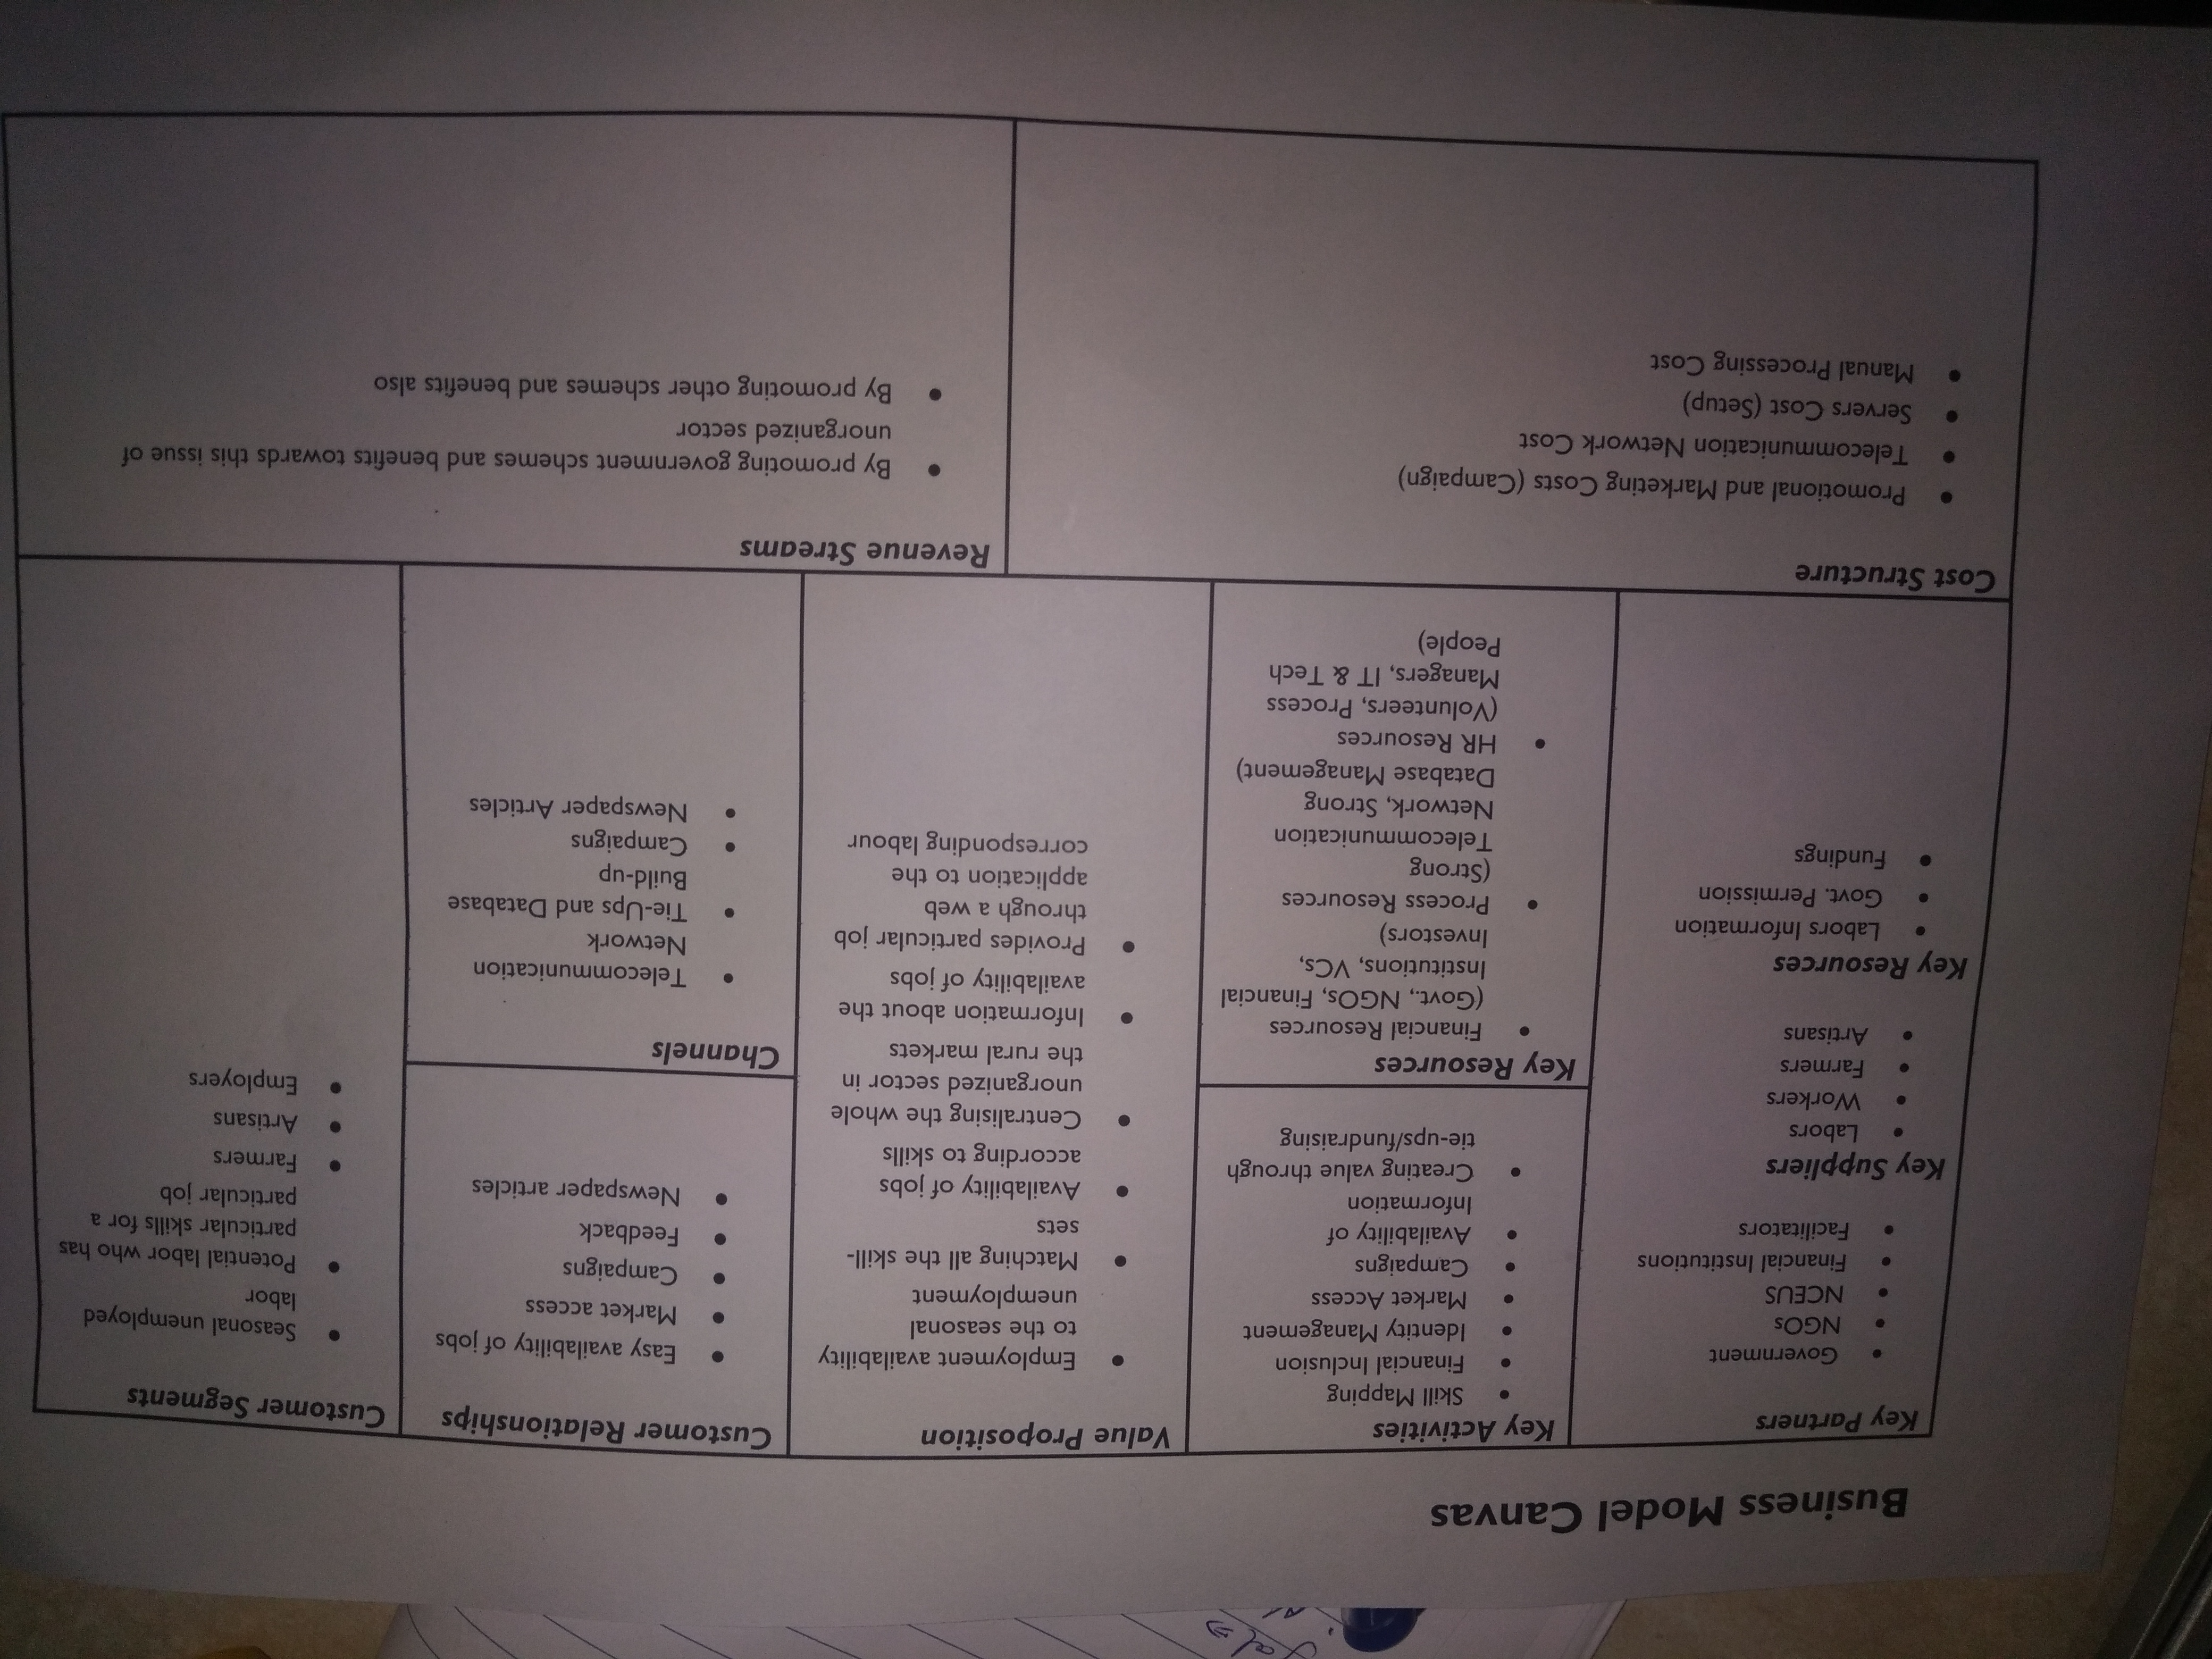 Business Model Canvas
Key Partners
• Government
• NGOs
• NCEUS
• Financial Institutions
• Facilitators
Key Suppliers
• Labors
• Workers
• Farmers
• Artisans
Key Resources
• Labors Information
• Govt. Permission
• Fundings
Key Activities
• Skill Mapping
• Financial Inclusion
• Identity Management
• Market Access
• Campaigns
• Availability of
Information
• Creating value through
tie-ups/fundraising
Key Resources
• Financial Resources
(Govt., NGOs, Financial
Institutions, VCs,
Investors)
• Process Resources
(Strong
Telecommunication
Network, Strong
Database Management)
• HR Resources
(Volunteers, Process
Managers, IT & Tech
People)
Value Proposition
• Employment availability
to the seasonal
unemployment
• Matching all the skill-
sets
• Availability of jobs
according to skills
• Centralising the whole
unorganized sector in
the rural markets
• Information about the
availability of jobs
• Provides particular job
through a web
application to the
corresponding labour
Customer Relationships
• Easy availability of jobs
• Market access
• Campaigns
• Feedback
• Newspaper articles
Channels
• Telecommunication
Network
• Tie-Ups and Database
Build-up
• Campaigns
• Newspaper Articles
Customer Segments
• Seasonal unemployed
labor
• Potential labor who has
particular skills for a
particular job
• Farmers
• Artisans
• Employers
Cost Structure
• Promotional and Marketing Costs (Campaign)
• Telecommunication Network Cost
• Servers Cost (Setup)
• Manual Processing Cost
Revenue Streams
• By promoting government schemes and benefits towards this issue of
unorganized sector
• By promoting other schemes and benefits also